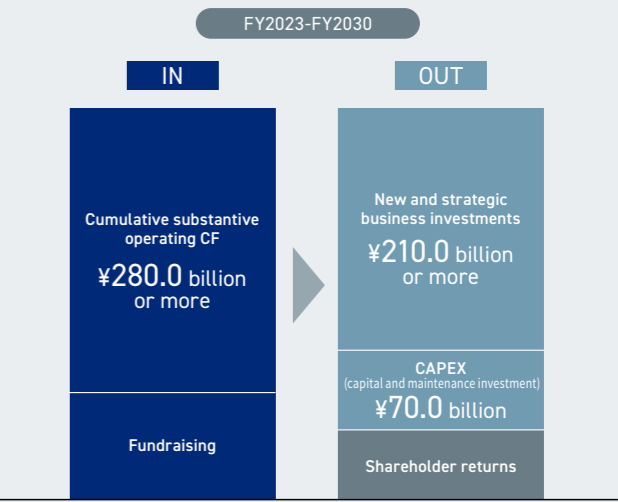 FY2023-FY2030
IN
OUT
Cumulative substantive
operating CF
¥280.0 billion
or more
Fundraising
New and strategic
business investments
¥210.0 billion
or more
CAPEX
(capital and maintenance investment)
¥70.0 billion
Shareholder returns